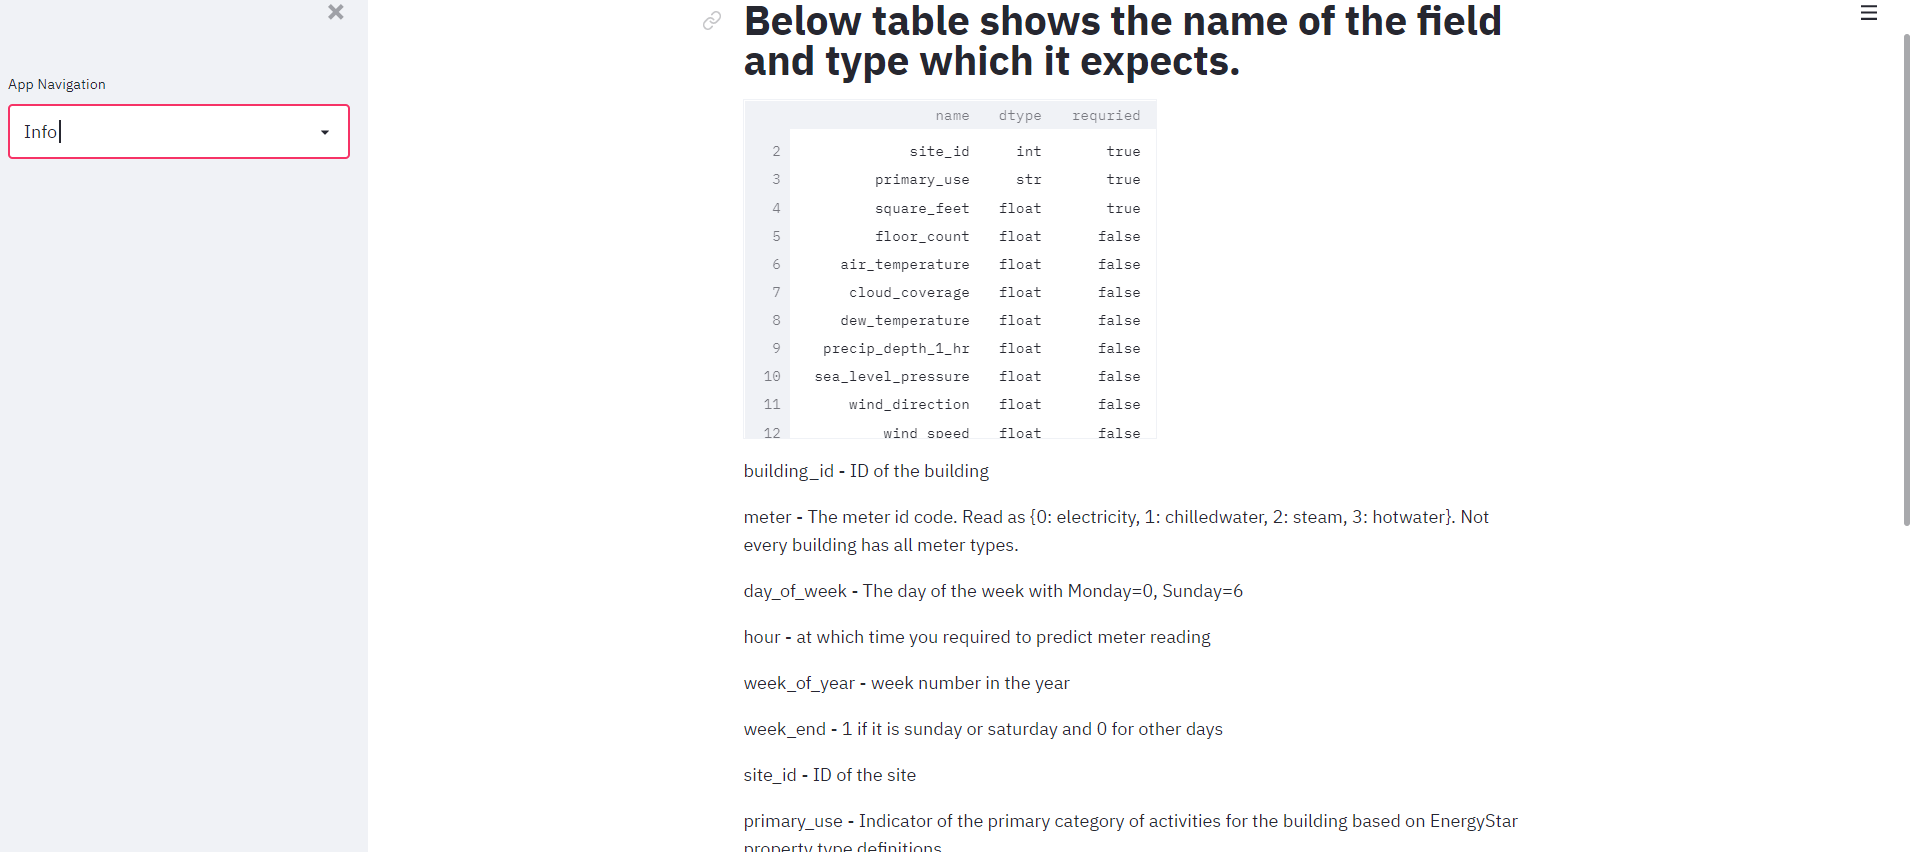 App Navigation
Info
Below table shows the name of the field
and type which it expects.
name dtype requried
2 site_id int true
3 primary_use str true
4 square_feet float true
5 floor_count float false
6 air_temperature float false
7 cloud_coverage float false
8 dew_temperature float false
9 precip_depth_1_hr float false
10 sea_level_pressure float false
11 wind_direction float false
12 wind_speed float false
building_id - ID of the building
meter - The meter id code. Read as {0: electricity, 1: chilledwater, 2: steam, 3: hotwater}. Not
every building has all meter types.
day_of_week - The day of the week with Monday=0, Sunday=6
hour - at which time you required to predict meter reading
week_of_year - week number in the year
week_end - 1 if it is sunday or saturday and 0 for other days
site_id - ID of the site
primary_use - Indicator of the primary category of activities for the building based on EnergyStar
property type definitions